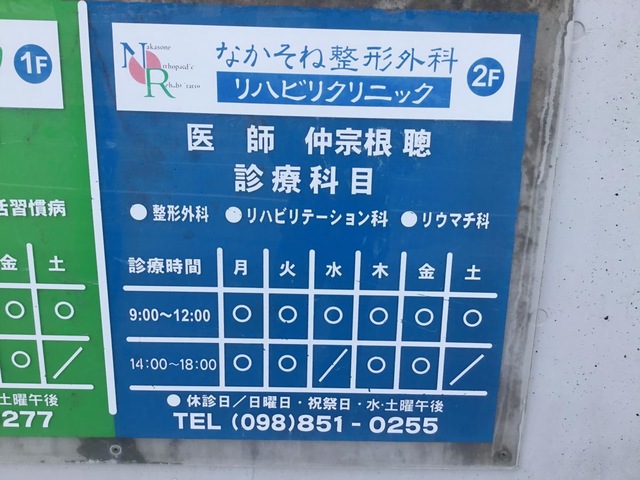 1F
活習慣病
金 土
○ ○
○ ／
土曜午後
277
Nakasone
Orthopaedic
Rehabilitation
なかそね整形外科
リハビリクリニック
2F
医 師 仲宗根 聰
診療科目
● 整形外科 ● リハビリテーション科 ● リウマチ科
診療時間 月 火 水 木 金 土
9:00～12:00 ○ ○ ○ ○ ○ ○
14:00～18:00 ○ ○ ／ ○ ○ ／
● 休診日／日曜日・祝祭日・水・土曜午後
TEL (098)851-0255